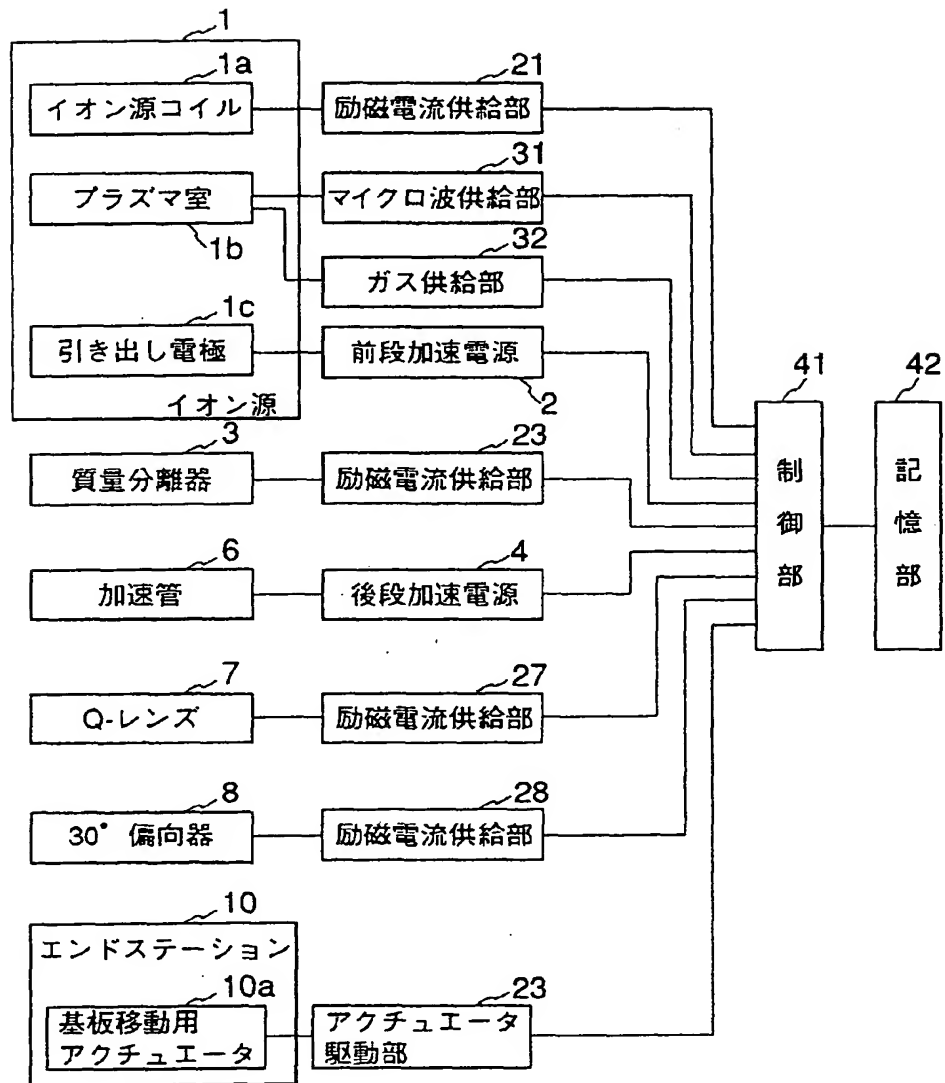 1
1a
イオン源コイル
21
励磁電流供給部
プラズマ室
1b
31
マイクロ波供給部
32
ガス供給部
1c
引き出し電極
前段加速電源
2
イオン源
3
質量分離器
23
励磁電流供給部
6
加速管
4
後段加速電源
7
Q-レンズ
27
励磁電流供給部
8
30° 偏向器
28
励磁電流供給部
10
エンドステーション
10a
基板移動用
アクチュエータ
23
アクチュエータ
駆動部
41
制御部
42
記憶部